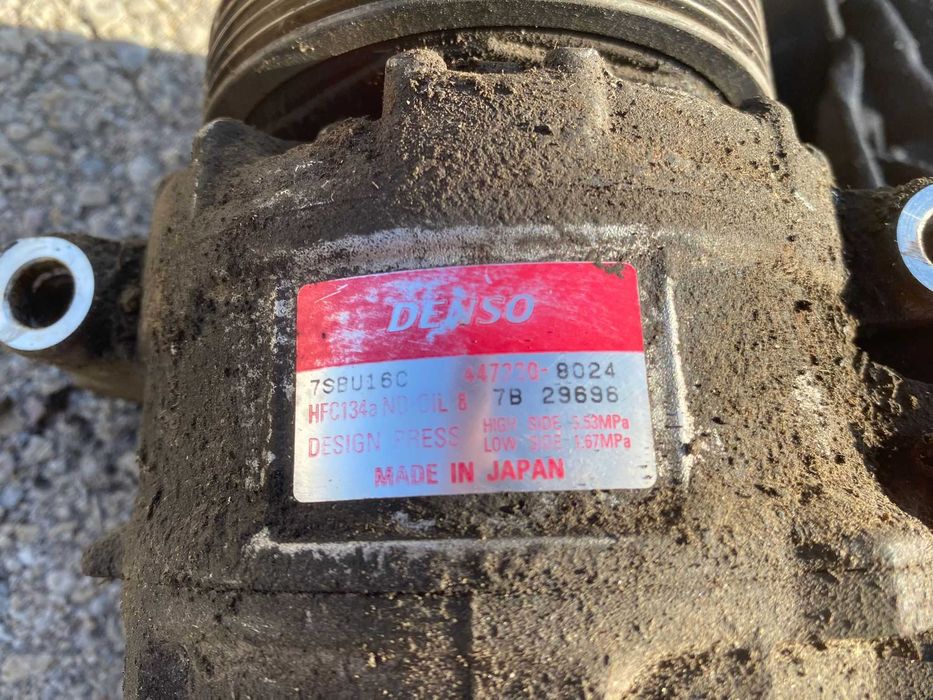 DENSO
7SBU16C 447220-8024
HFC134a ND-OIL 8 7B 29696
DESIGN PRESS HIGH SIDE 3.53MPa
LOW SIDE 1.67MPa
MADE IN JAPAN